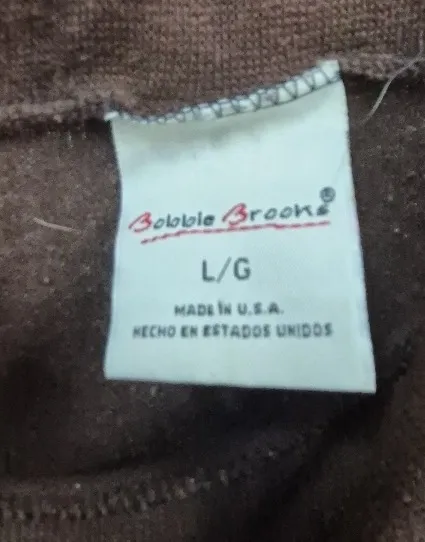 Bobbie Brooks®
L/G
MADE IN U.S.A.
HECHO EN ESTADOS UNIDOS